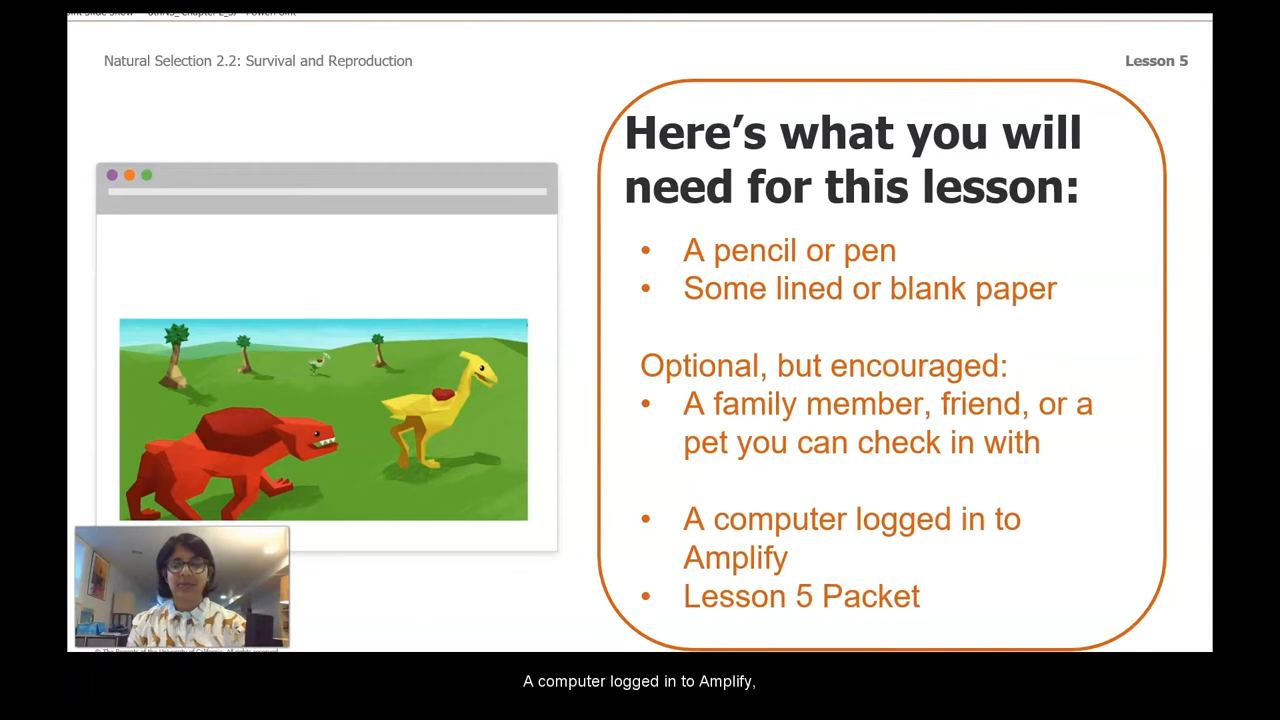 Natural Selection 2.2: Survival and Reproduction
Lesson 5
Here’s what you will
need for this lesson:
• A pencil or pen
• Some lined or blank paper
Optional, but encouraged:
• A family member, friend, or a
pet you can check in with
• A computer logged in to
Amplify
• Lesson 5 Packet
A computer logged in to Amplify,